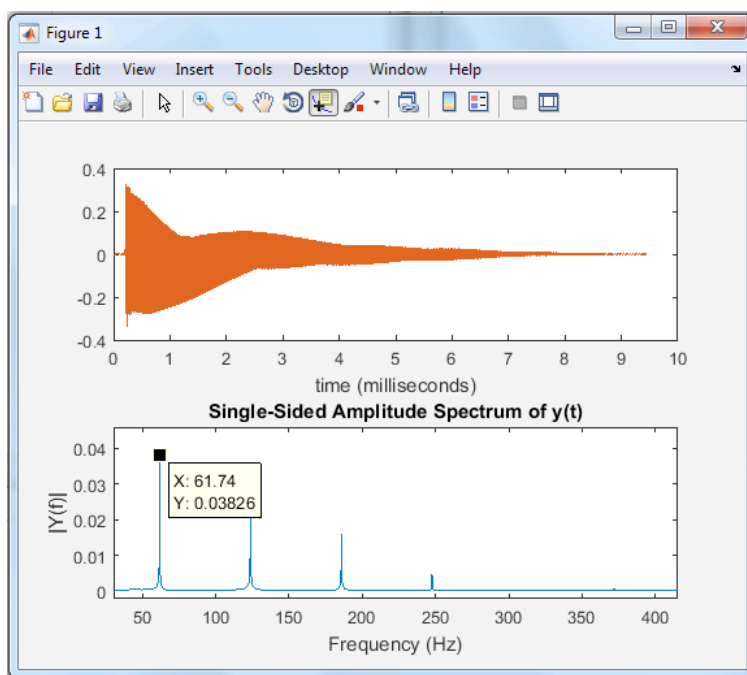 Figure 1
File Edit View Insert Tools Desktop Window Help
0.4
0.2
0
-0.2
-0.4
0 1 2 3 4 5 6 7 8 9 10
time (milliseconds)
Single-Sided Amplitude Spectrum of y(t)
|Y(f)|
0.04
0.03
0.02
0.01
0
X: 61.74
Y: 0.03826
50 100 150 200 250 300 350 400
Frequency (Hz)